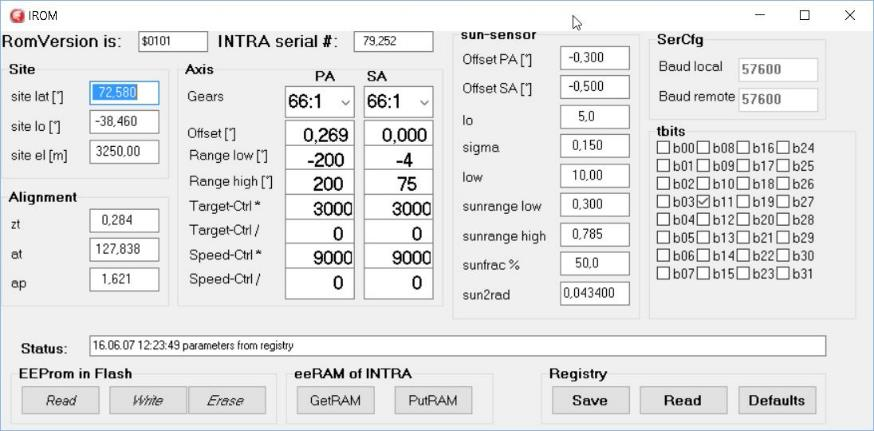 IROM
RomVersion is: $0101 INTRA serial #: 79,252
Site
site lat [°] 72,580
site lo [°] -38,460
site el [m] 3250,00
Alignment
zt 0,284
at 127,838
ap 1,621
Axis
PA SA
Gears 66:1 66:1
Offset [°] 0,269 0,000
Range low [°] -200 -4
Range high [°] 200 75
Target-Ctrl * 3000 3000
Target-Ctrl / 0 0
Speed-Ctrl * 9000 9000
Speed-Ctrl / 0 0
sun-sensor
Offset PA [°] -0,300
Offset SA [°] -0,500
Io 5,0
sigma 0,150
low 10,00
sunrange low 0,300
sunrange high 0,785
sunfrac % 50,0
sun2rad 0,043400
SerCfg
Baud local 57600
Baud remote 57600
tbits
b00 b08 b16 b24
b01 b09 b17 b25
b02 b10 b18 b26
b03 b11 b19 b27
b04 b12 b20 b28
b05 b13 b21 b29
b06 b14 b22 b30
b07 b15 b23 b31
Status: 16.06.07 12:23:49 parameters from registry
EEProm in Flash
Read Write Erase
eeRAM of INTRA
GetRAM PutRAM
Registry
Save Read Defaults